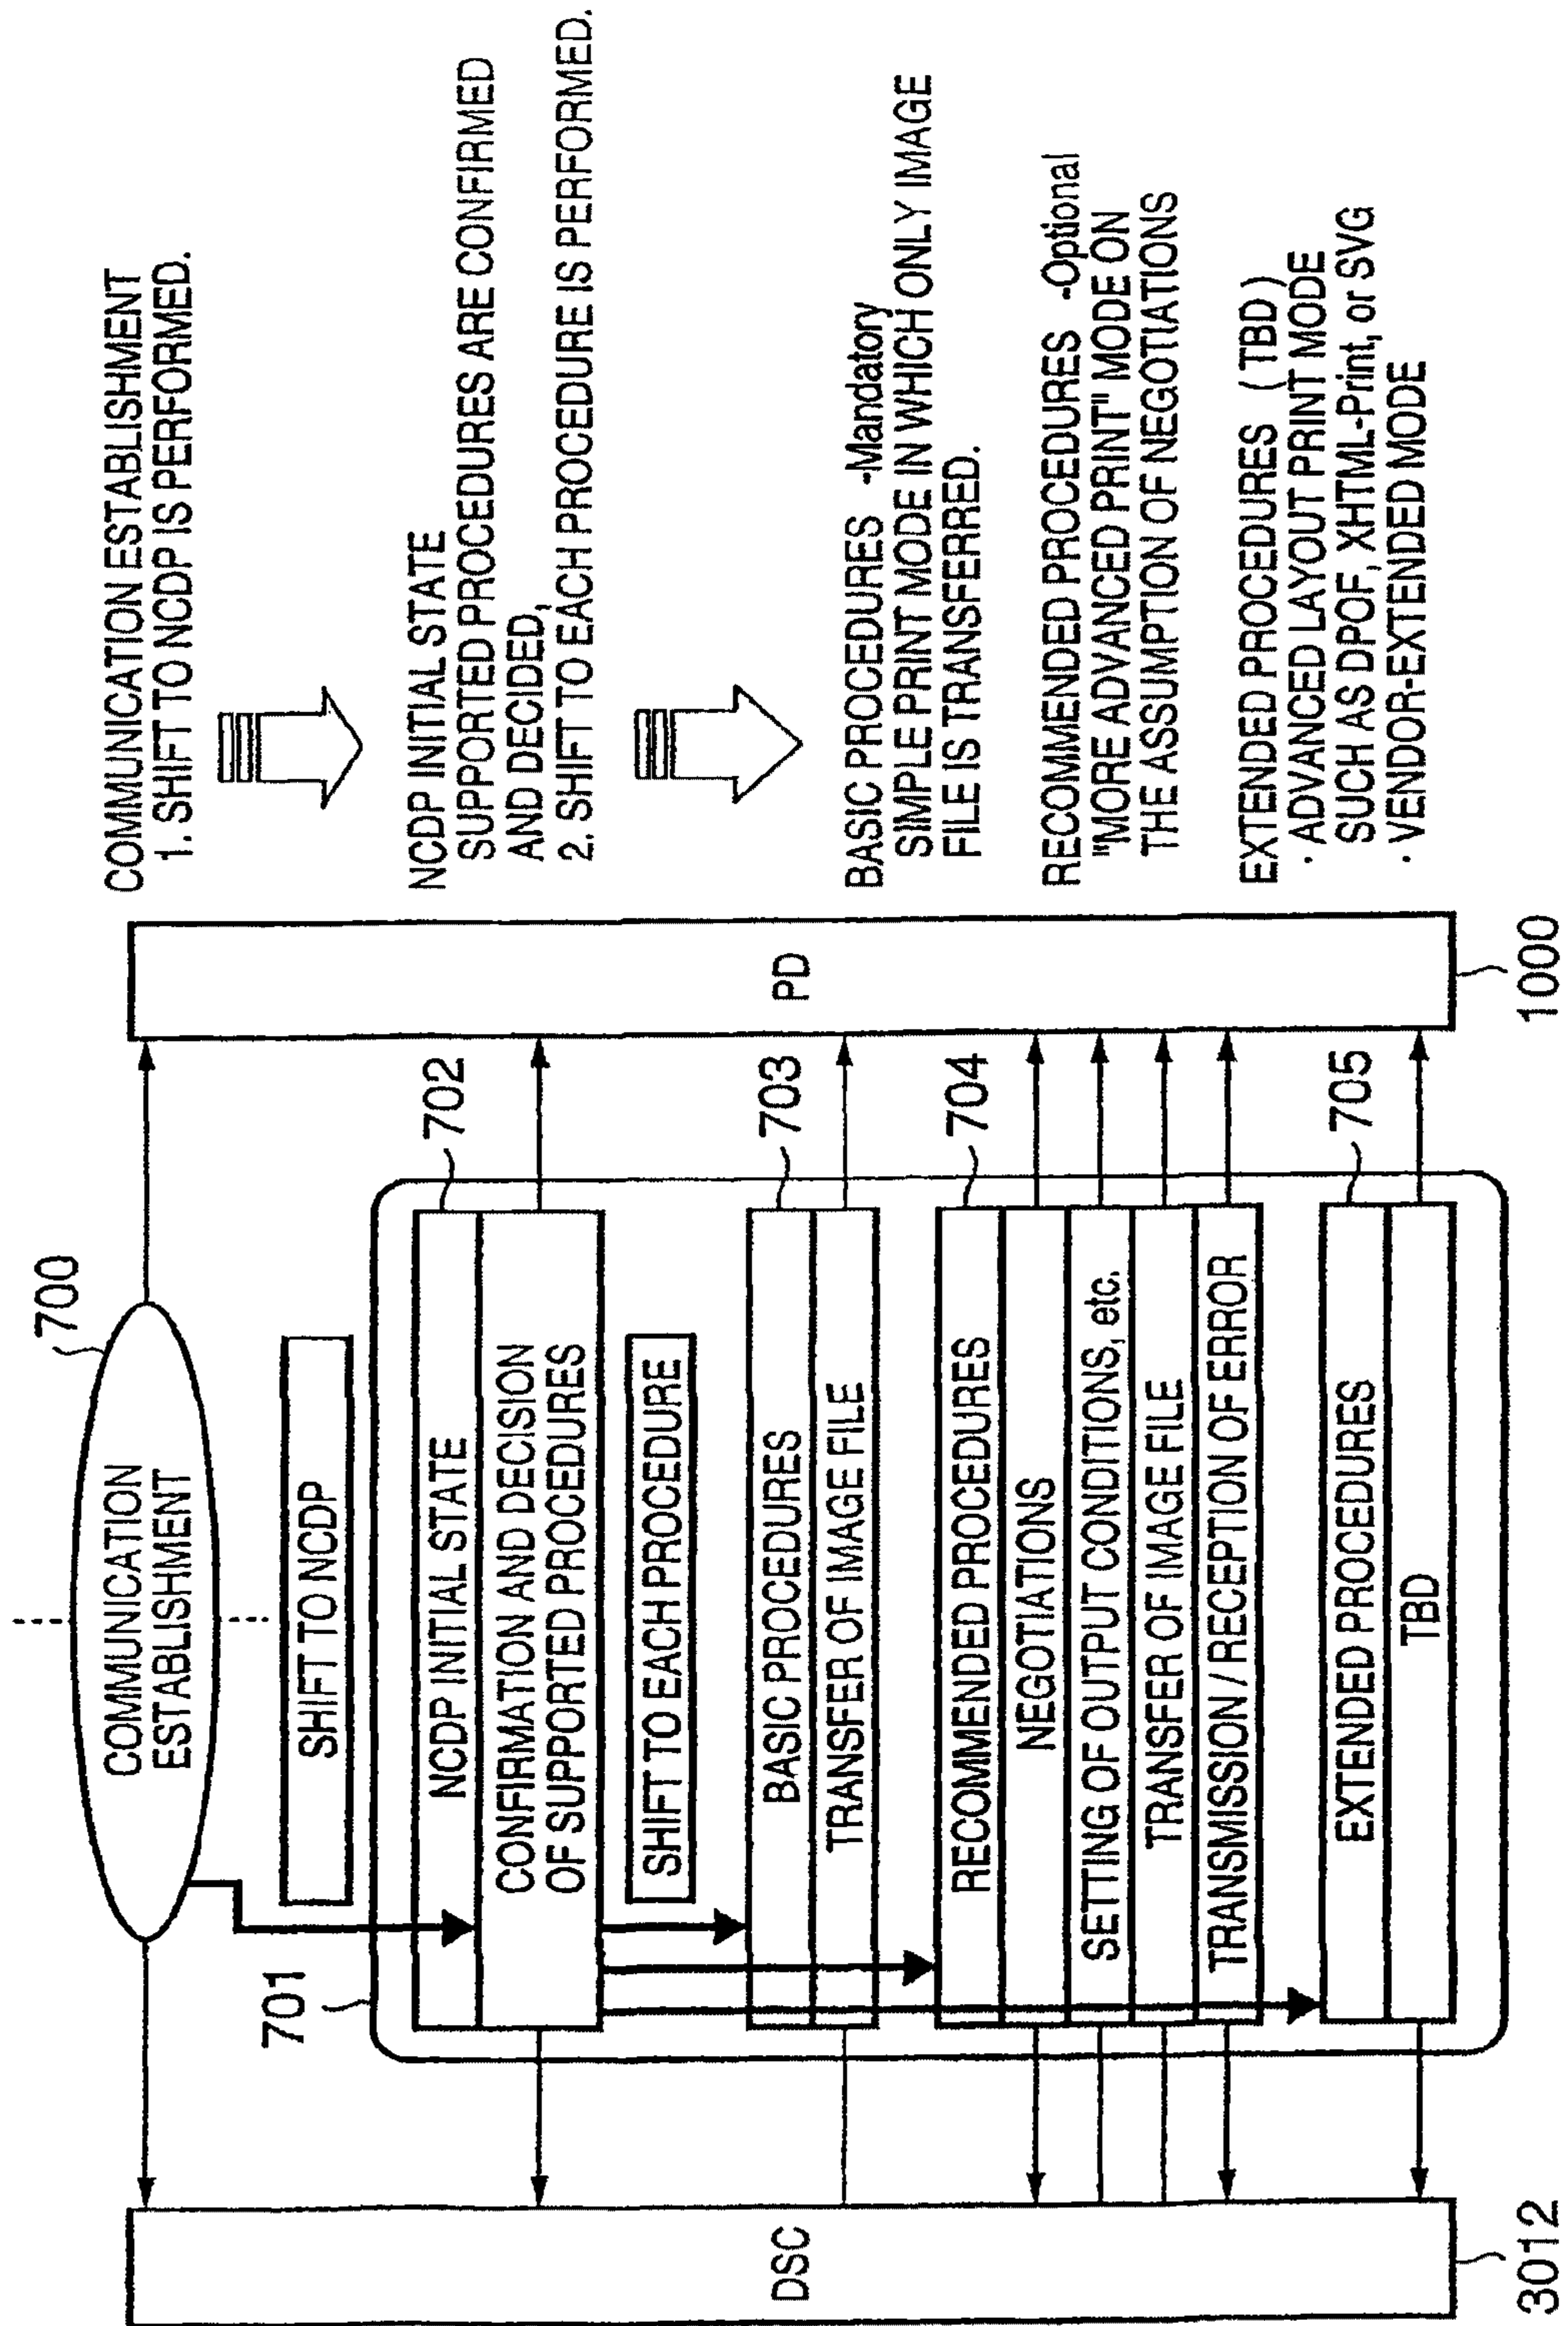 700
COMMUNICATION
ESTABLISHMENT
SHIFT TO NCDP
701
702
NCDP INITIAL STATE
CONFIRMATION AND DECISION
OF SUPPORTED PROCEDURES
SHIFT TO EACH PROCEDURE
703
BASIC PROCEDURES
TRANSFER OF IMAGE FILE
704
RECOMMENDED PROCEDURES
NEGOTIATIONS
SETTING OF OUTPUT CONDITIONS, etc.
TRANSFER OF IMAGE FILE
TRANSMISSION / RECEPTION OF ERROR
705
EXTENDED PROCEDURES
TBD
DSC
3012
PD
1000
COMMUNICATION ESTABLISHMENT
1. SHIFT TO NCDP IS PERFORMED.
NCDP INITIAL STATE
SUPPORTED PROCEDURES ARE CONFIRMED
AND DECIDED,
2. SHIFT TO EACH PROCEDURE IS PERFORMED.
BASIC PROCEDURES -Mandatory
SIMPLE PRINT MODE IN WHICH ONLY IMAGE
FILE IS TRANSFERRED.
RECOMMENDED PROCEDURES -Optional
"MORE ADVANCED PRINT" MODE ON
THE ASSUMPTION OF NEGOTIATIONS
EXTENDED PROCEDURES ( TBD )
· ADVANCED LAYOUT PRINT MODE
SUCH AS DPOF, XHTML-Print, or SVG
· VENDOR-EXTENDED MODE